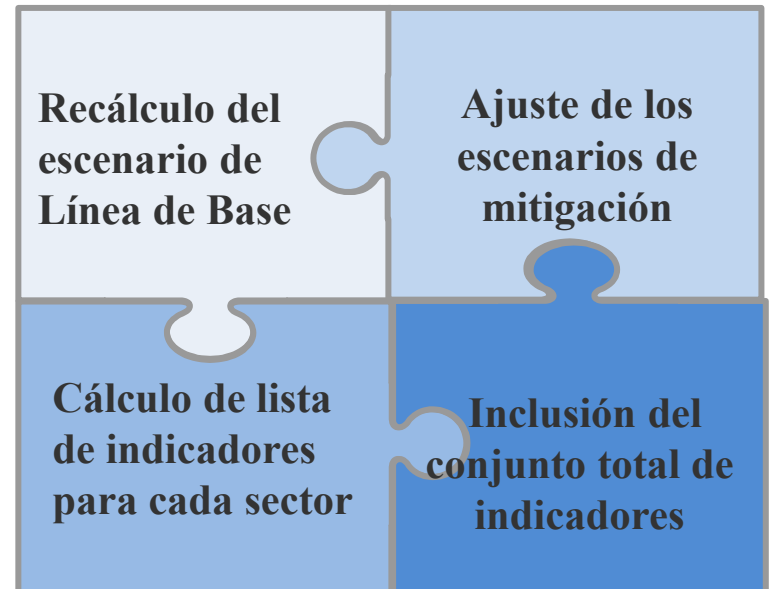 Recálculo del
escenario de
Línea de Base
Ajuste de los
escenarios de
mitigación
Cálculo de lista
de indicadores
para cada sector
Inclusión del
conjunto total de
indicadores